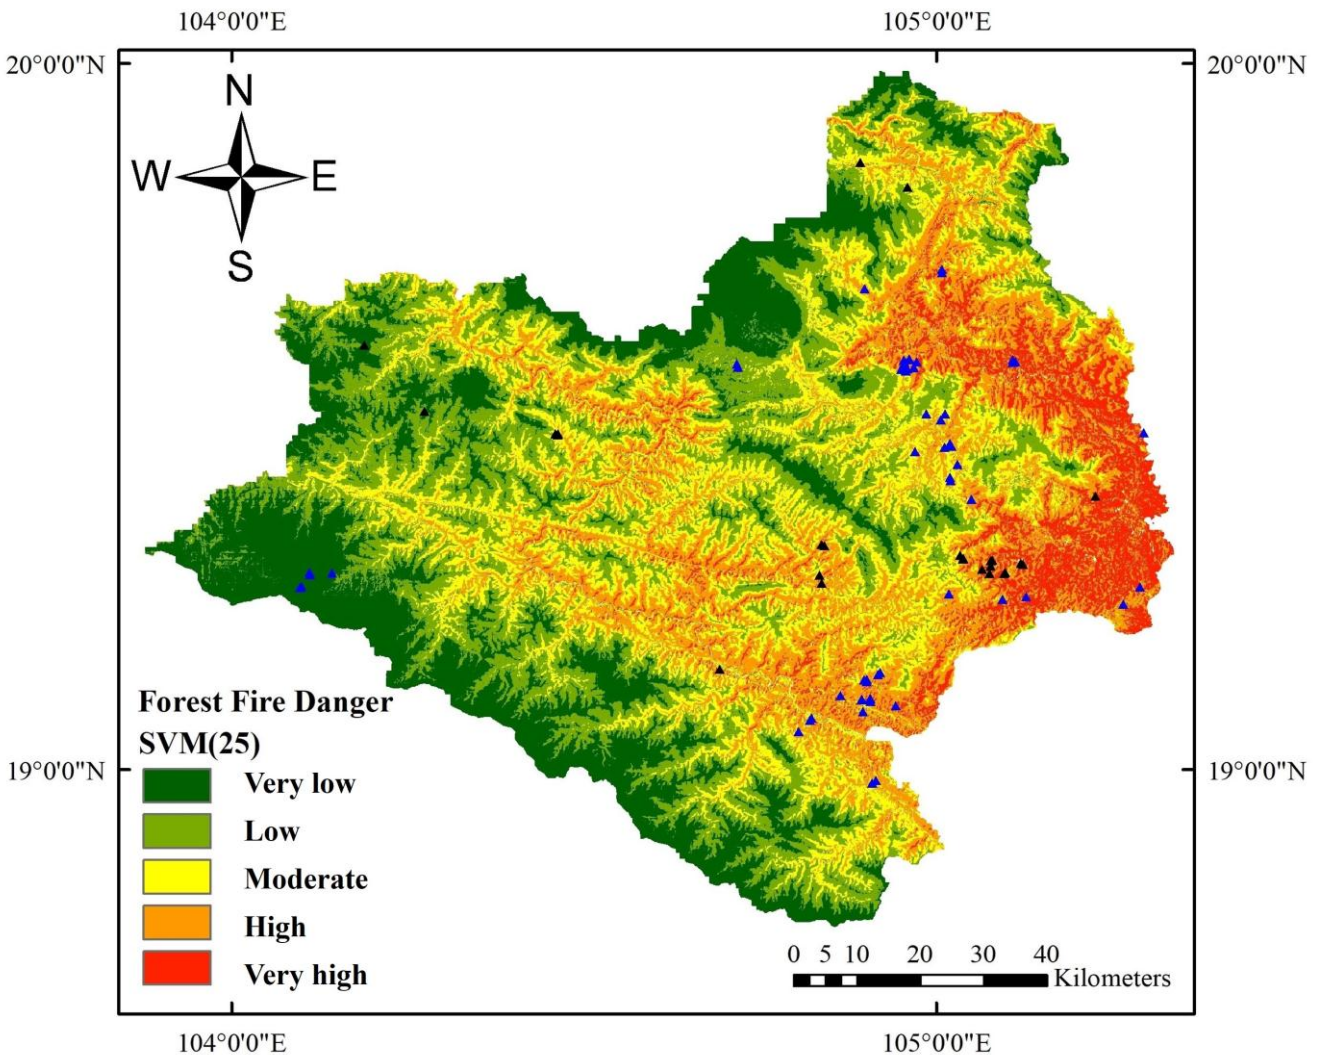 104°0'0"E 105°0'0"E
20°0'0"N 20°0'0"N
N
W E
S
Forest Fire Danger
SVM(25)
Very low
Low
Moderate
High
Very high
19°0'0"N 19°0'0"N
0 5 10 20 30 40
Kilometers
104°0'0"E 105°0'0"E